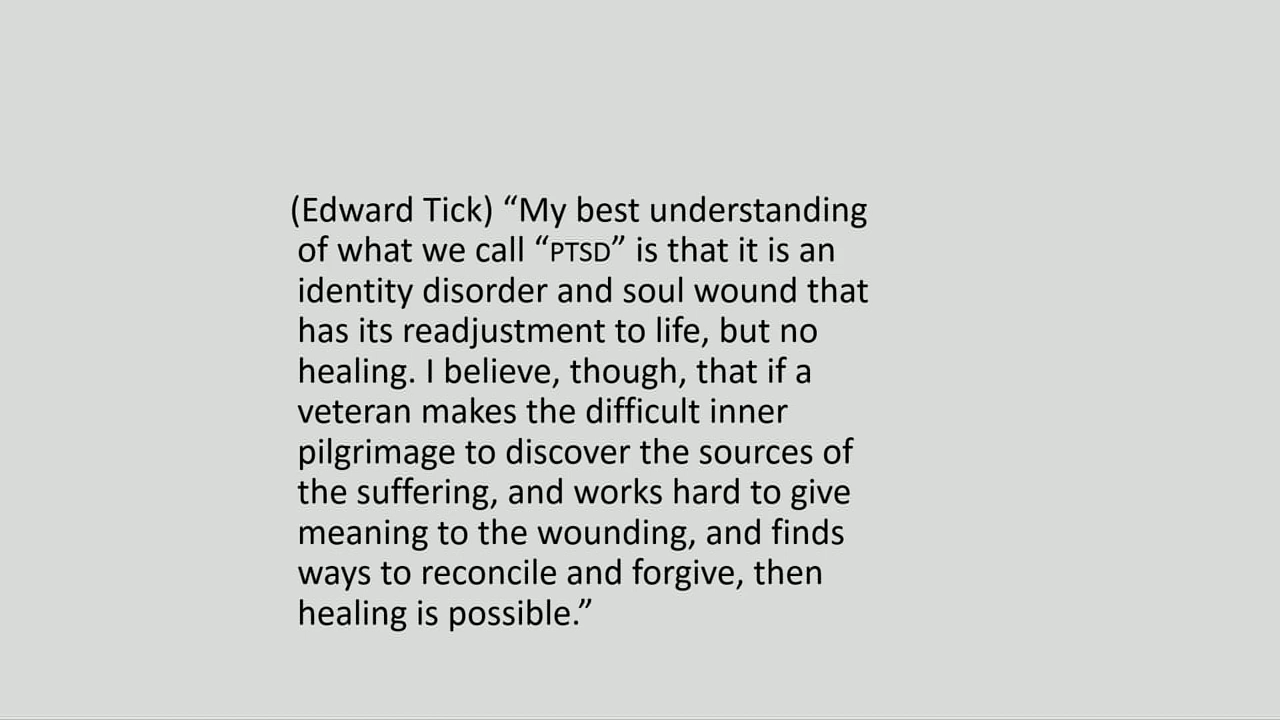 (Edward Tick) “My best understanding
of what we call “PTSD” is that it is an
identity disorder and soul wound that
has its readjustment to life, but no
healing. I believe, though, that if a
veteran makes the difficult inner
pilgrimage to discover the sources of
the suffering, and works hard to give
meaning to the wounding, and finds
ways to reconcile and forgive, then
healing is possible.”